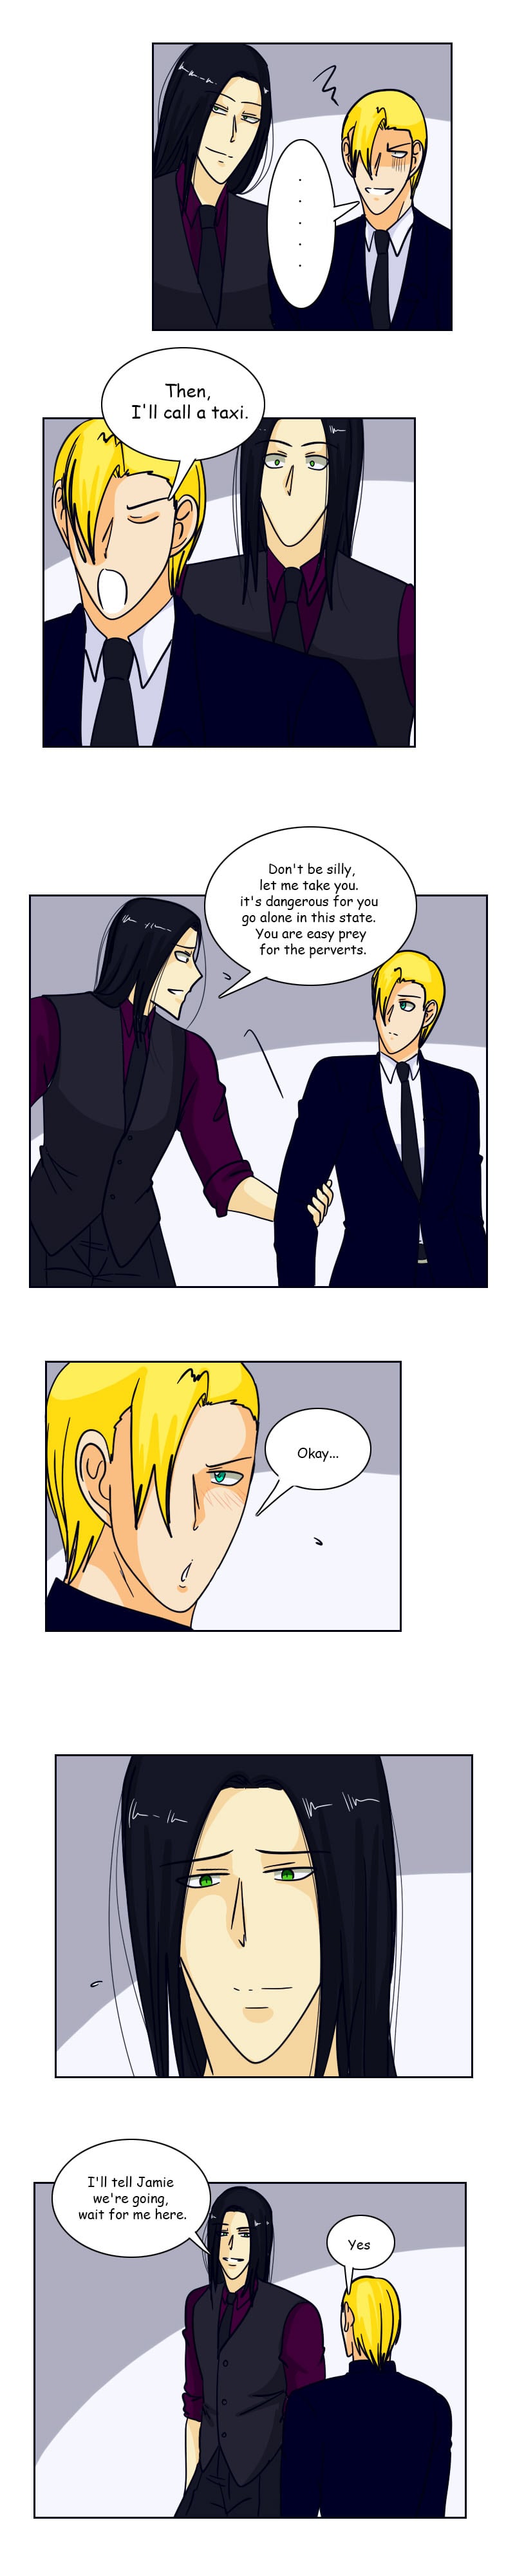 .
.
.
.
.
Then,
I'll call a taxi.
Don't be silly,
let me take you.
it's dangerous for you
go alone in this state.
You are easy prey
for the perverts.
Okay...
I'll tell Jamie
we're going,
wait for me here.
Yes